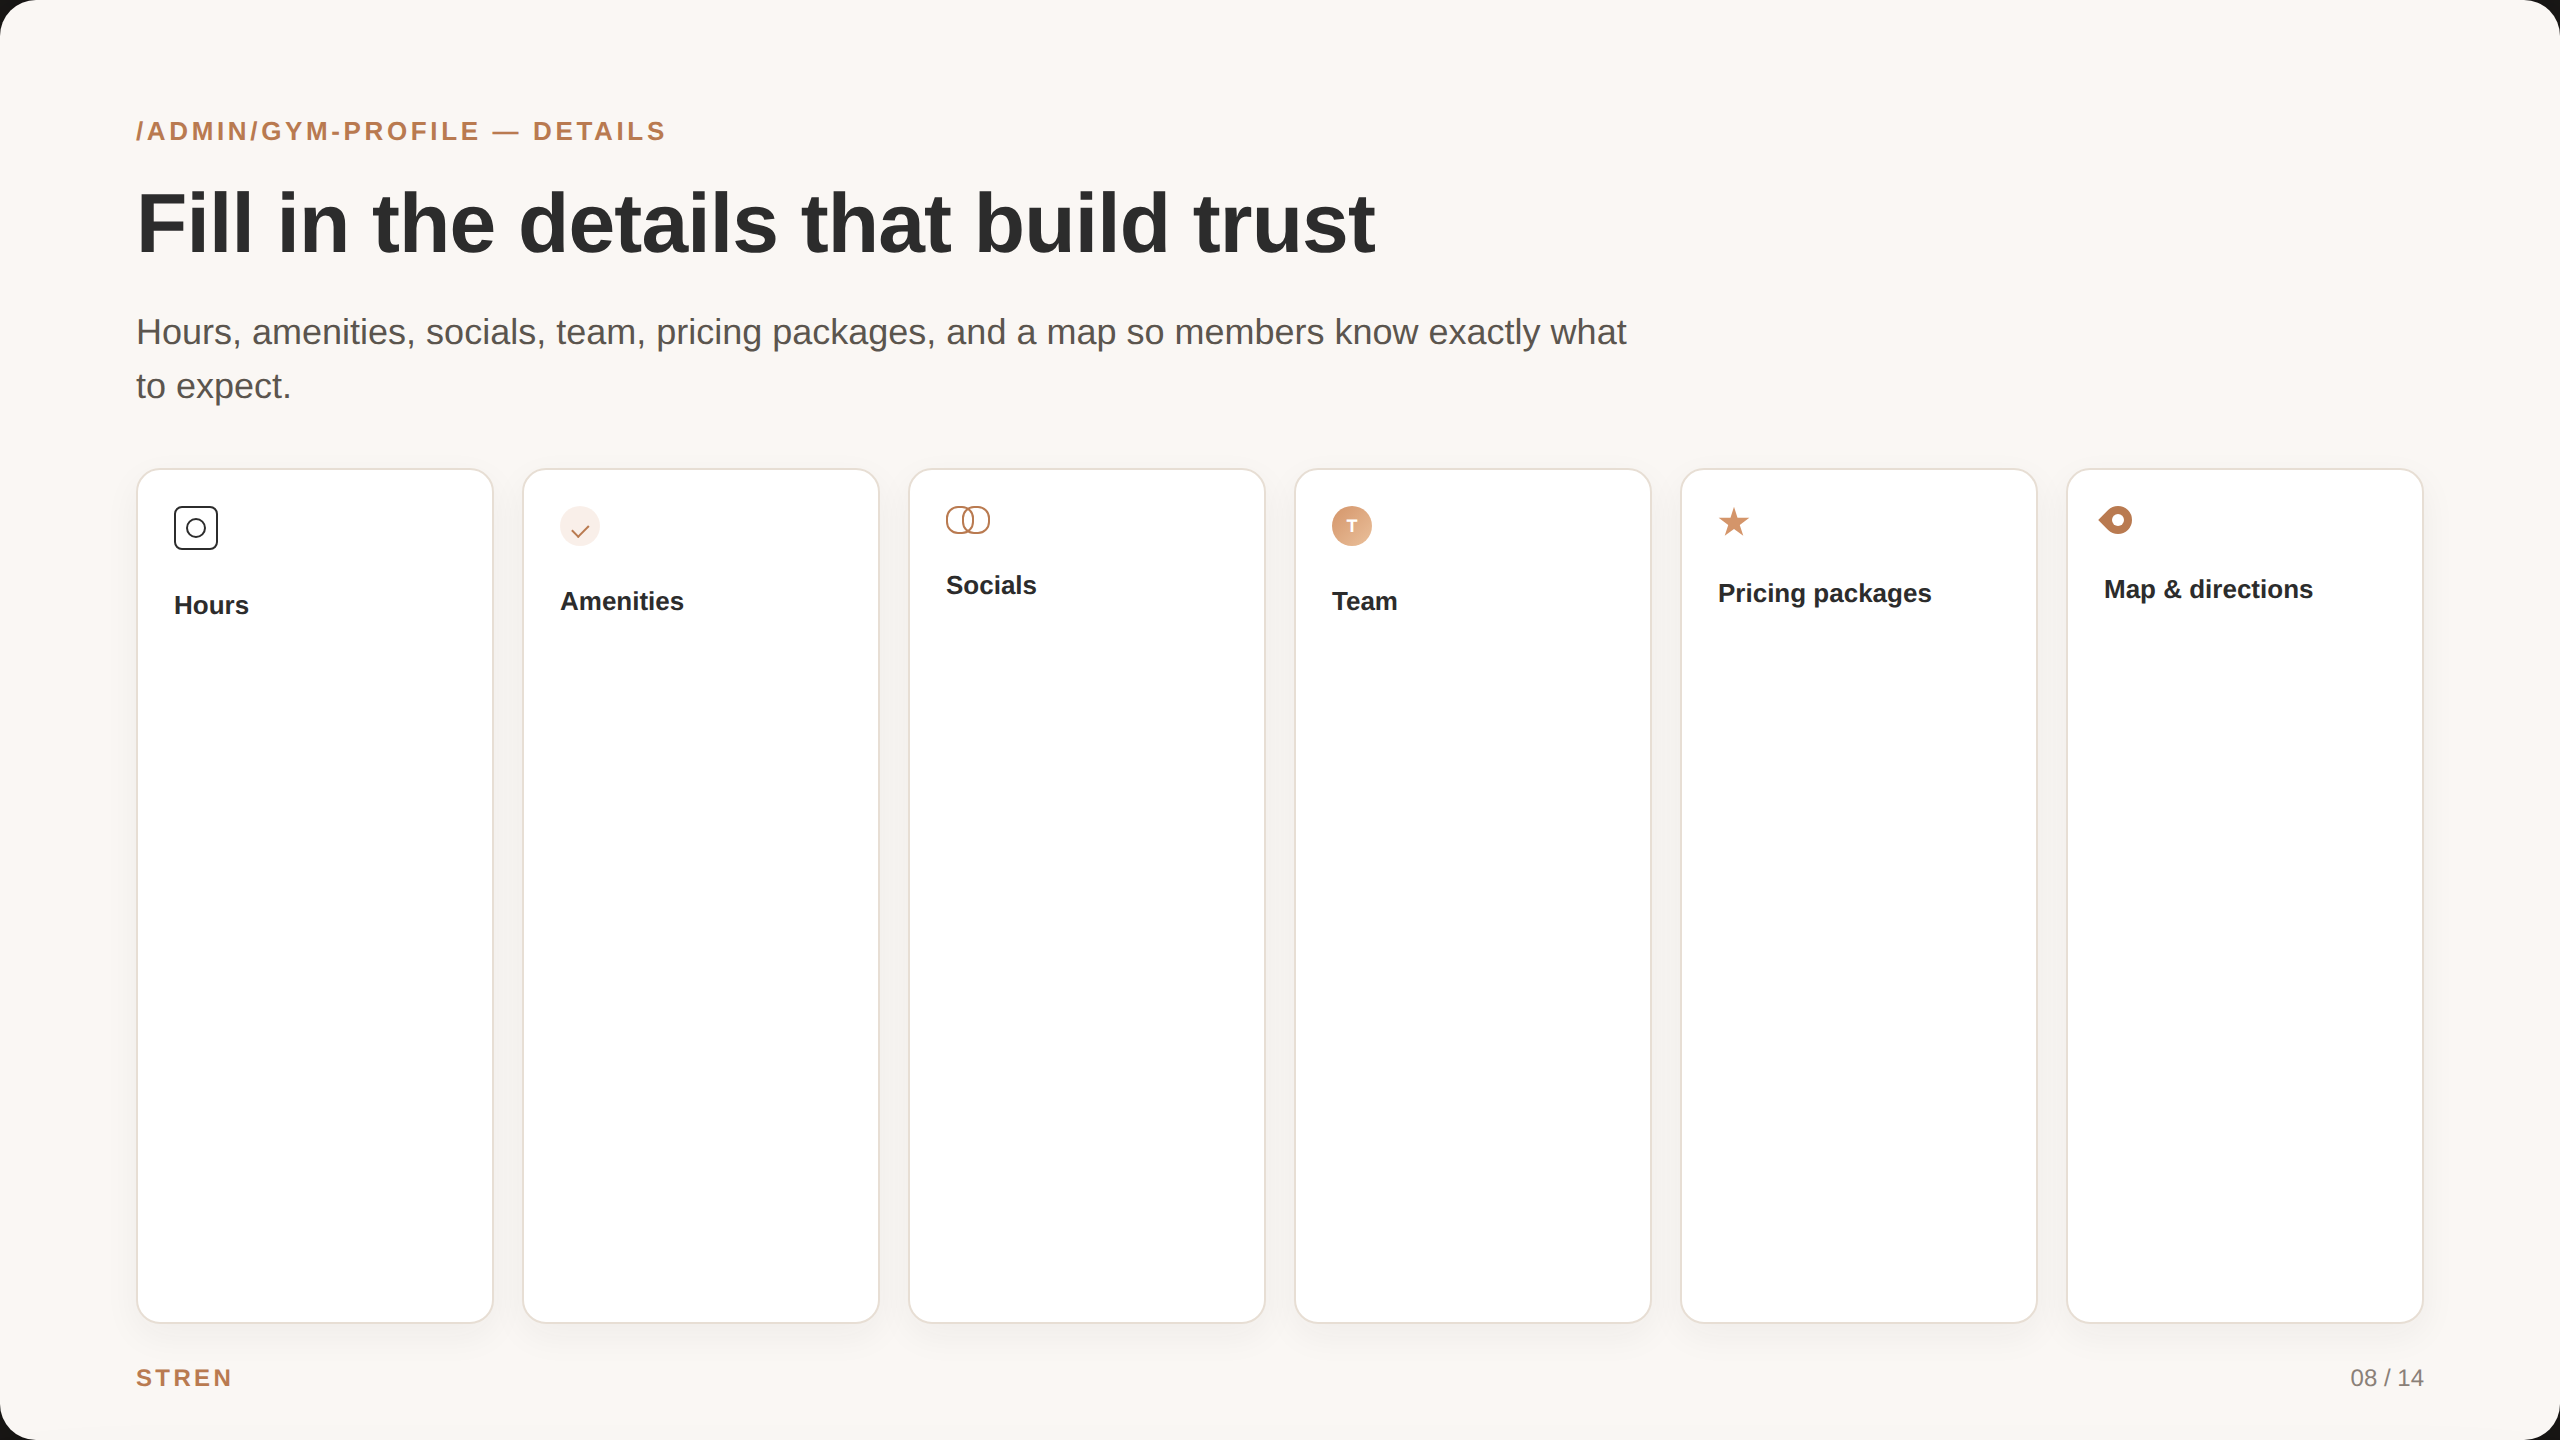 /ADMIN/GYM-PROFILE — DETAILS
Fill in the details that build trust
Hours, amenities, socials, team, pricing packages, and a map so members know exactly what
to expect.
Hours
Amenities
Socials
T
Team
Pricing packages
Map & directions
STREN
08 / 14